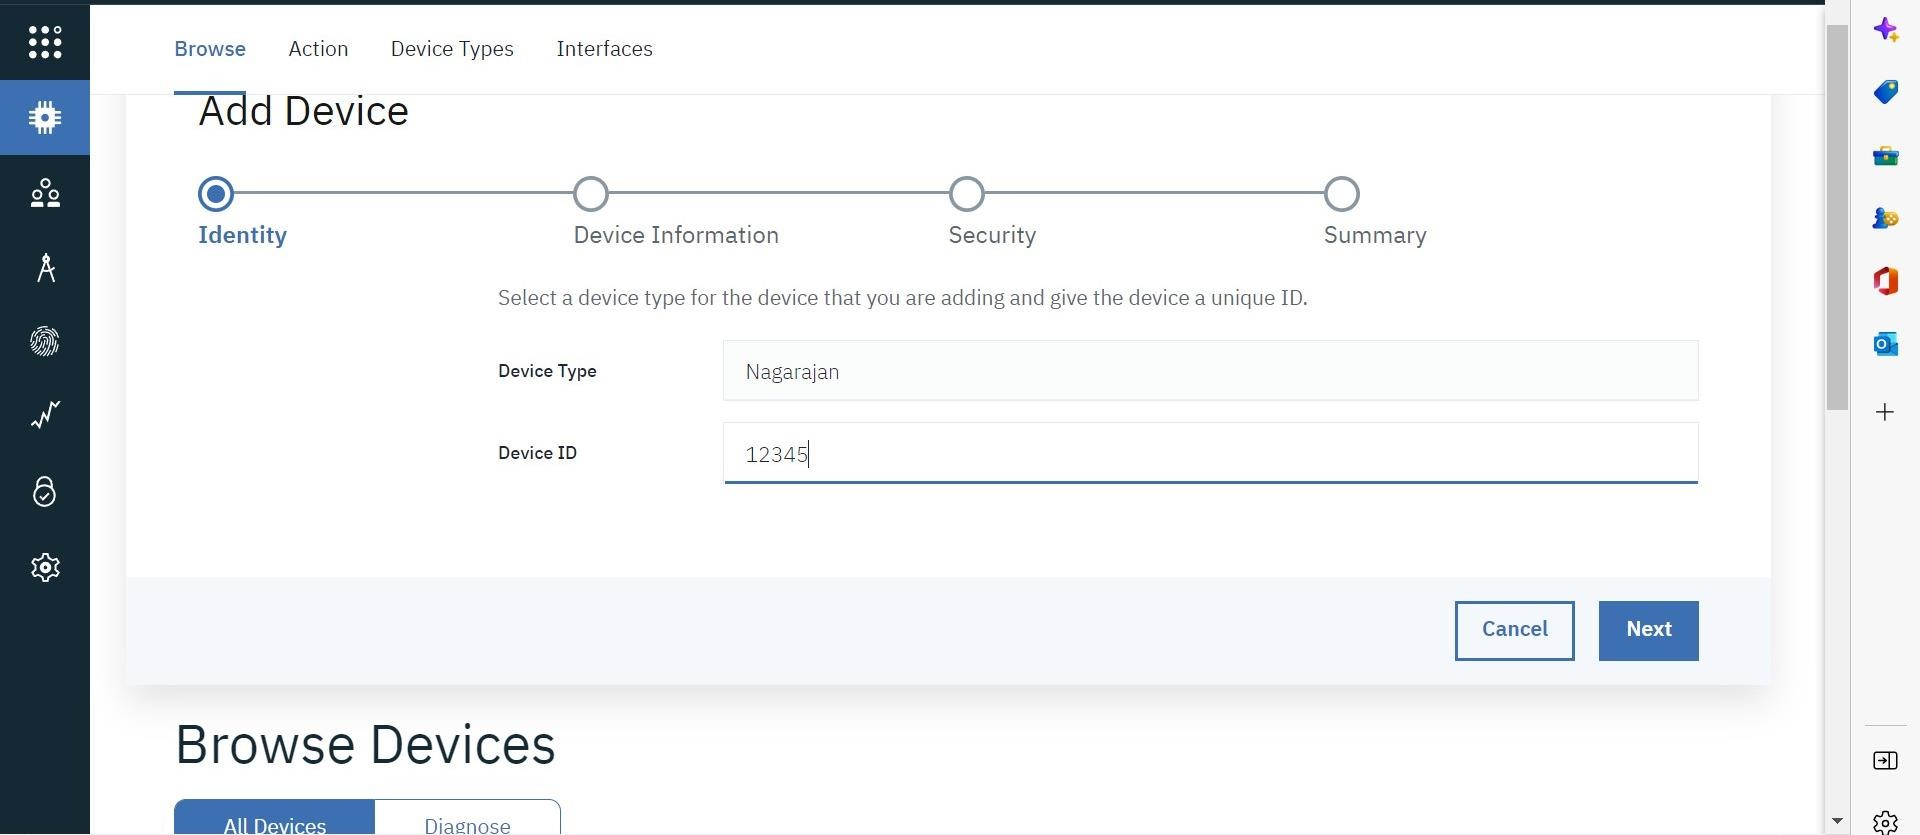 Browse Action Device Types Interfaces
Add Device
Identity Device Information Security Summary
Select a device type for the device that you are adding and give the device a unique ID.
Device Type Nagarajan
Device ID 12345
Cancel Next
Browse Devices
All Devices Diagnose